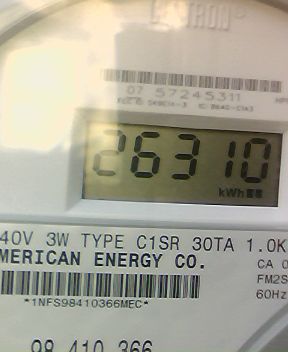 07 57245311
26310
kWh
40V 3W TYPE C1SR 30TA 1.0K
MERICAN ENERGY CO.
CA 0
FM2S
60Hz
*1NFS98410366MEC*
98 410 366